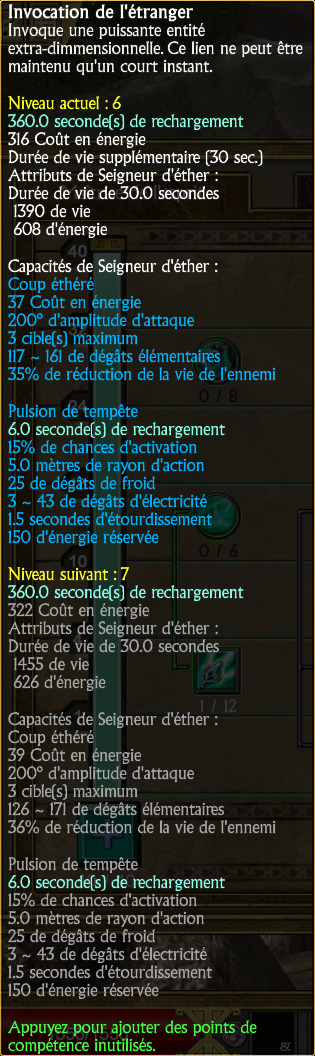 Invocation de l'étranger
Invoque une puissante entité
extra-dimmensionnelle. Ce lien ne peut être
maintenu qu'un court instant.
Niveau actuel : 6
360.0 seconde(s) de rechargement
316 Coût en énergie
Durée de vie supplémentaire (30 sec.)
Attributs de Seigneur d'éther :
Durée de vie de 30.0 secondes
1390 de vie
608 d'énergie
40
Capacités de Seigneur d'éther :
Coup éthéré
37 Coût en énergie
200° d'amplitude d'attaque
3 cible(s) maximum
117 ~ 161 de dégâts élémentaires
35% de réduction de la vie de l'ennemi
0 / 8
24
Pulsion de tempête
6.0 seconde(s) de rechargement
15% de chances d'activation
5.0 mètres de rayon d'action
25 de dégâts de froid
3 ~ 43 de dégâts d'électricité
1.5 secondes d'étourdissement
150 d'énergie réservée
0 / 6
10
Niveau suivant : 7
360.0 seconde(s) de rechargement
322 Coût en énergie
Attributs de Seigneur d'éther :
Durée de vie de 30.0 secondes
1455 de vie
626 d'énergie
1 / 12
Capacités de Seigneur d'éther :
Coup éthéré
39 Coût en énergie
200° d'amplitude d'attaque
3 cible(s) maximum
126 ~ 171 de dégâts élémentaires
36% de réduction de la vie de l'ennemi
Pulsion de tempête
6.0 seconde(s) de rechargement
15% de chances d'activation
5.0 mètres de rayon d'action
25 de dégâts de froid
3 ~ 43 de dégâts d'électricité
1.5 secondes d'étourdissement
150 d'énergie réservée
Appuyez pour ajouter des points de
compétence inutilisés.
&